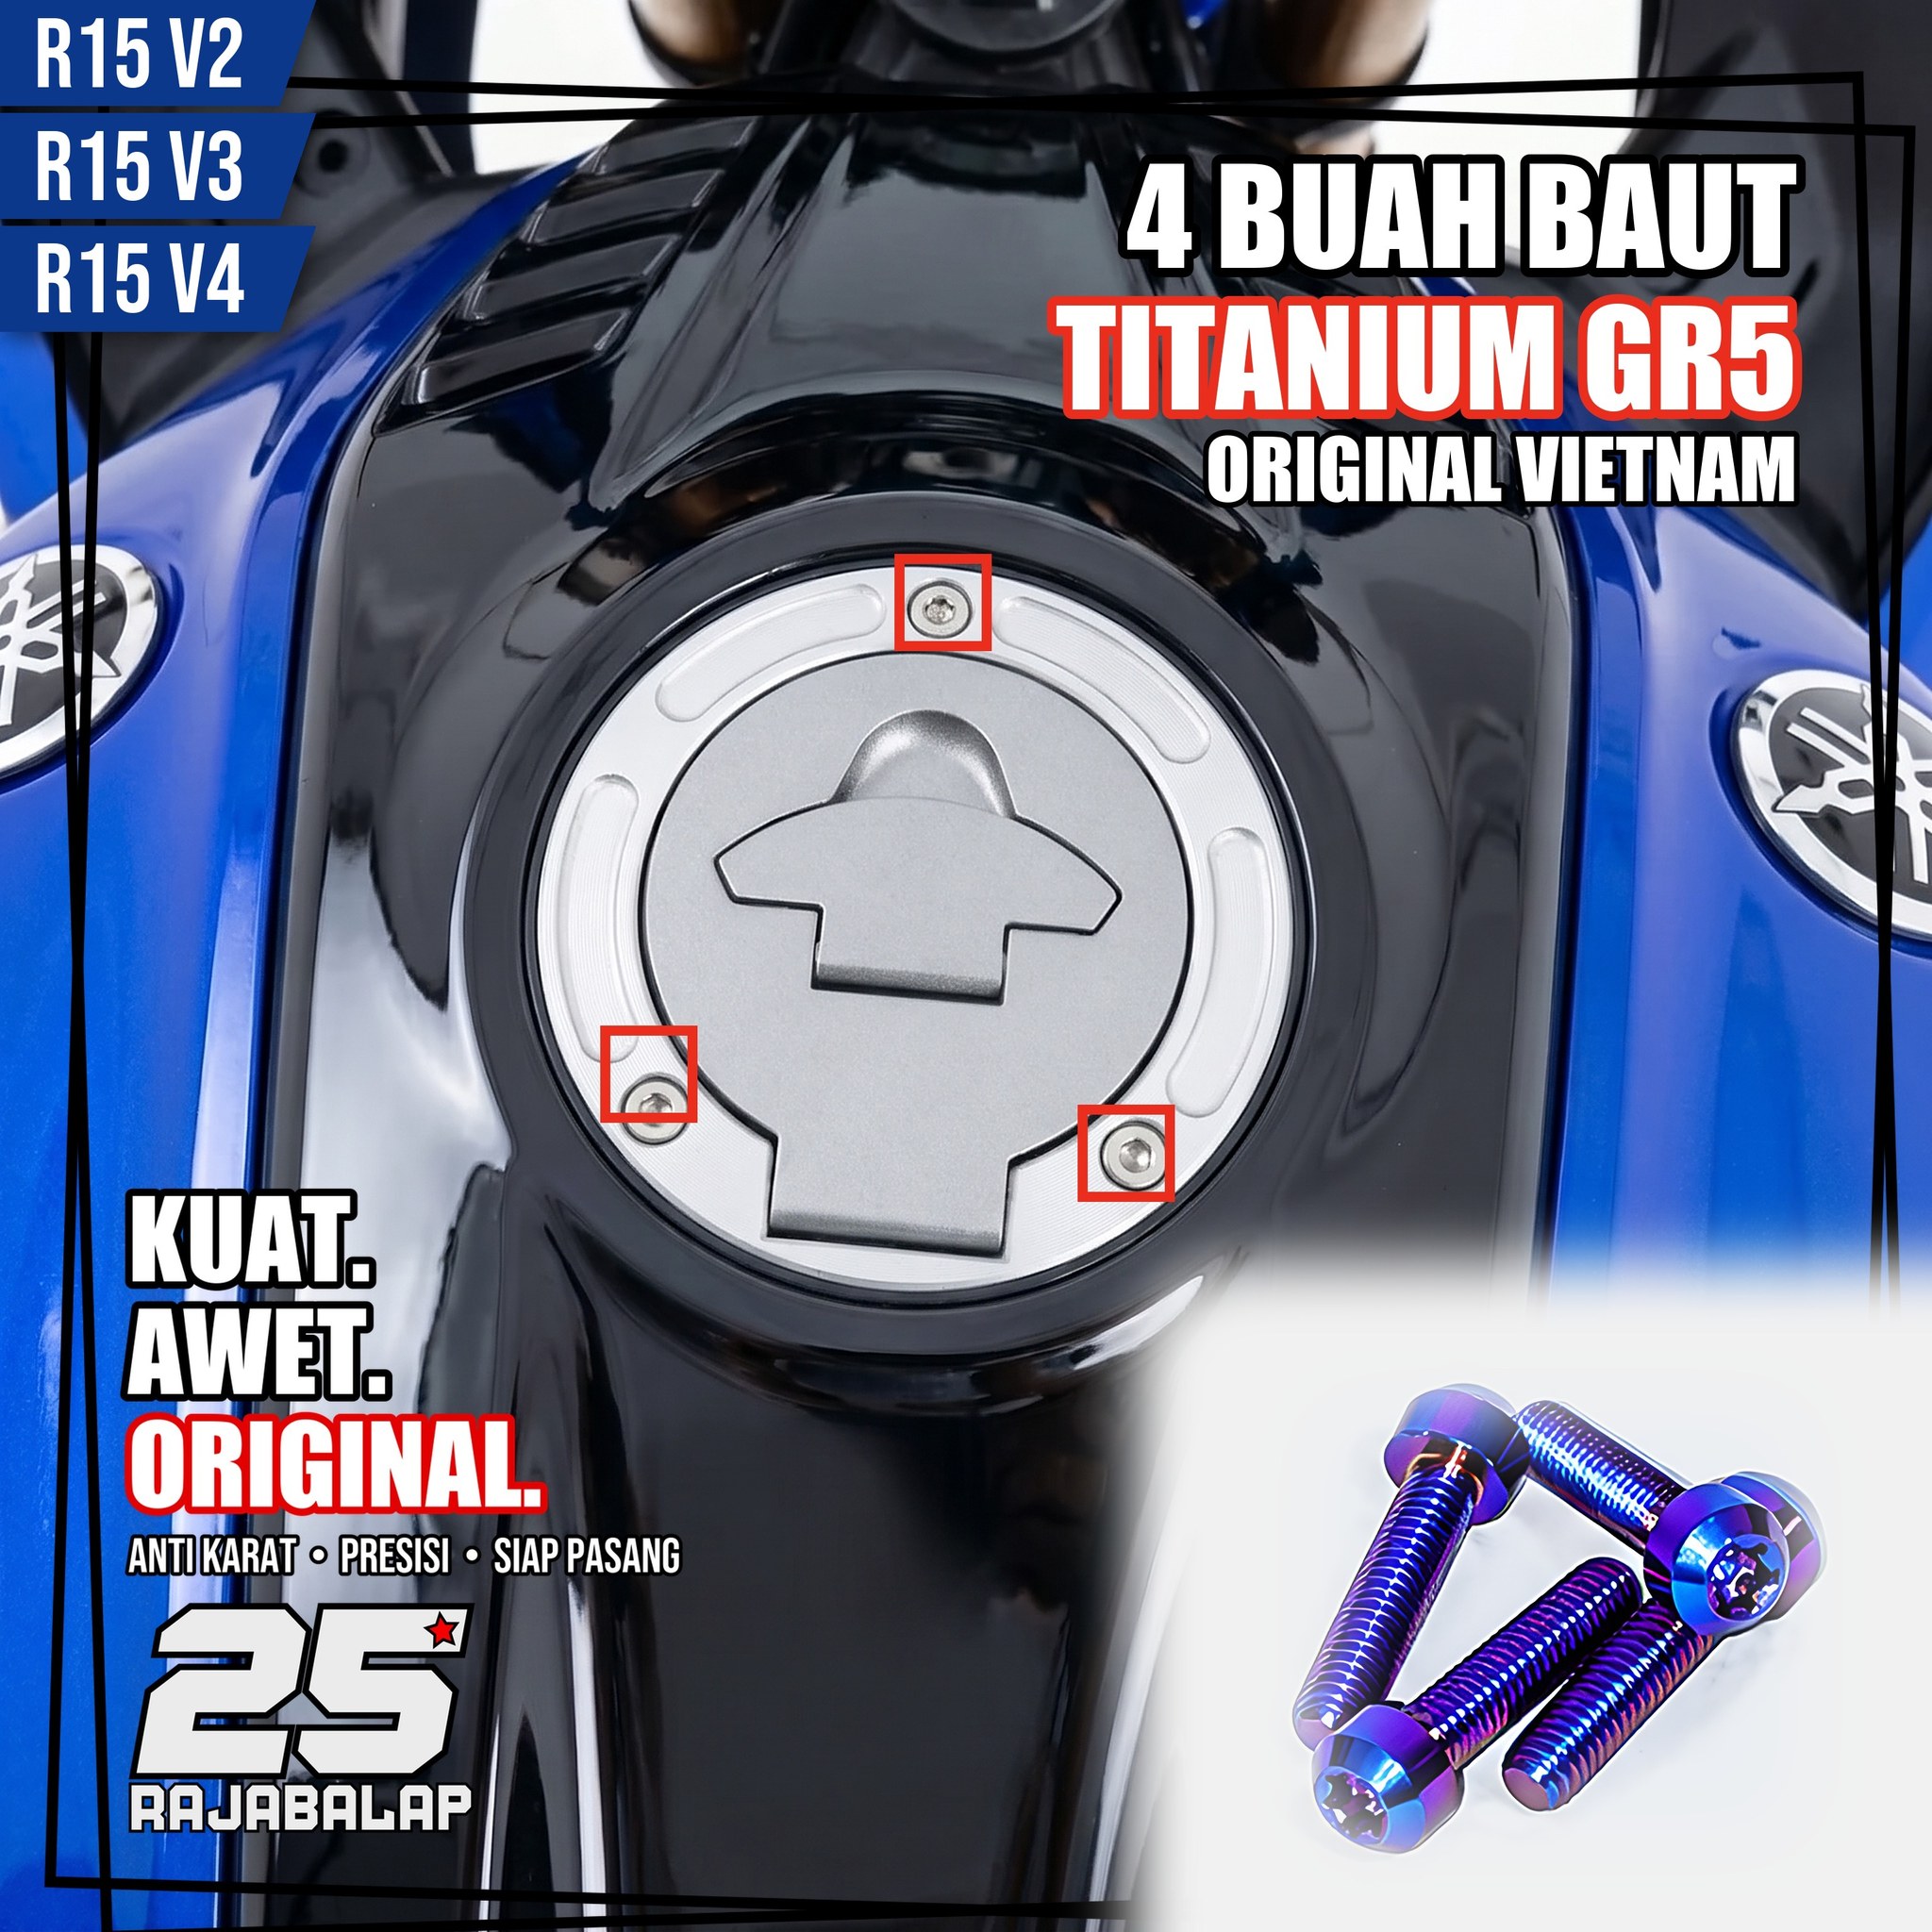 R15 V2
R15 V3
R15 V4
4 BUAH BAUT
TITANIUM GR5
ORIGINAL VIETNAM
KUAT.
AWET.
ORIGINAL.
ANTI KARAT • PRESISI • SIAP PASANG
25
RAJABALAP